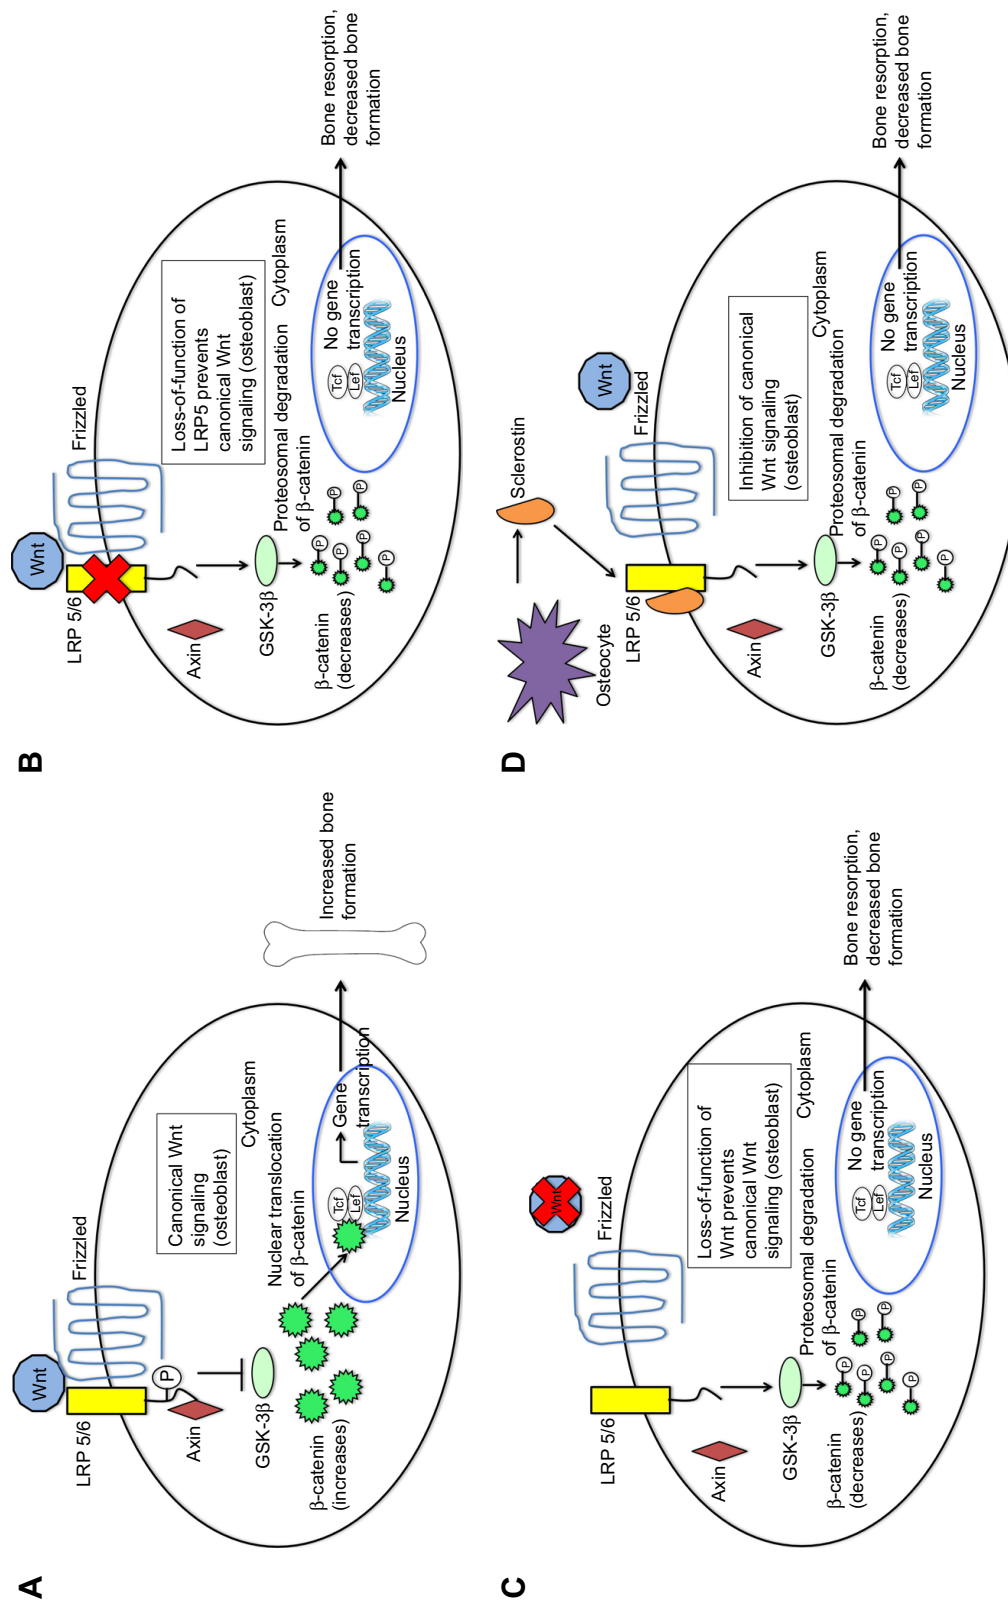 A
Wnt
LRP 5/6
Frizzled
P
Axin
Canonical Wnt
signaling
(osteoblast)
GSK-3β
Cytoplasm
Nuclear translocation
of β-catenin
β-catenin
(increases)
Tcf
Lef
Gene
transcription
Nucleus
Increased bone
formation
B
Wnt
LRP 5/6
Frizzled
Axin
Loss-of-function of
LRP5 prevents
canonical Wnt
signaling (osteoblast)
GSK-3β
Proteosomal degradation
of β-catenin
Cytoplasm
β-catenin
(decreases)
P
P
P
P
P
P
Tcf
Lef
No gene
transcription
Nucleus
Bone resorption,
decreased bone
formation
C
Wnt
LRP 5/6
Frizzled
Axin
Loss-of-function of
Wnt prevents
canonical Wnt
signaling (osteoblast)
GSK-3β
Proteosomal degradation
of β-catenin
Cytoplasm
β-catenin
(decreases)
P
P
P
P
P
P
Tcf
Lef
No gene
transcription
Nucleus
Bone resorption,
decreased bone
formation
D
Osteocyte
Sclerostin
Wnt
LRP 5/6
Frizzled
Axin
Inhibition of canonical
Wnt signaling
(osteoblast)
GSK-3β
Proteosomal degradation
of β-catenin
Cytoplasm
β-catenin
(decreases)
P
P
P
P
P
P
Tcf
Lef
No gene
transcription
Nucleus
Bone resorption,
decreased bone
formation